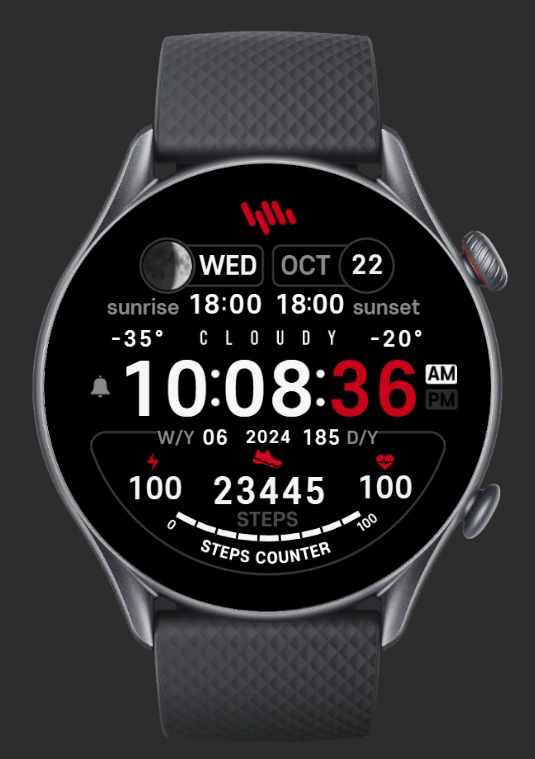 WED OCT 22
sunrise 18:00 18:00 sunset
-35° CLOUDY -20°
10:08:36 AM
PM
W/Y 06 2024 185 D/Y
100 23445 100
STEPS
0 100
STEPS COUNTER